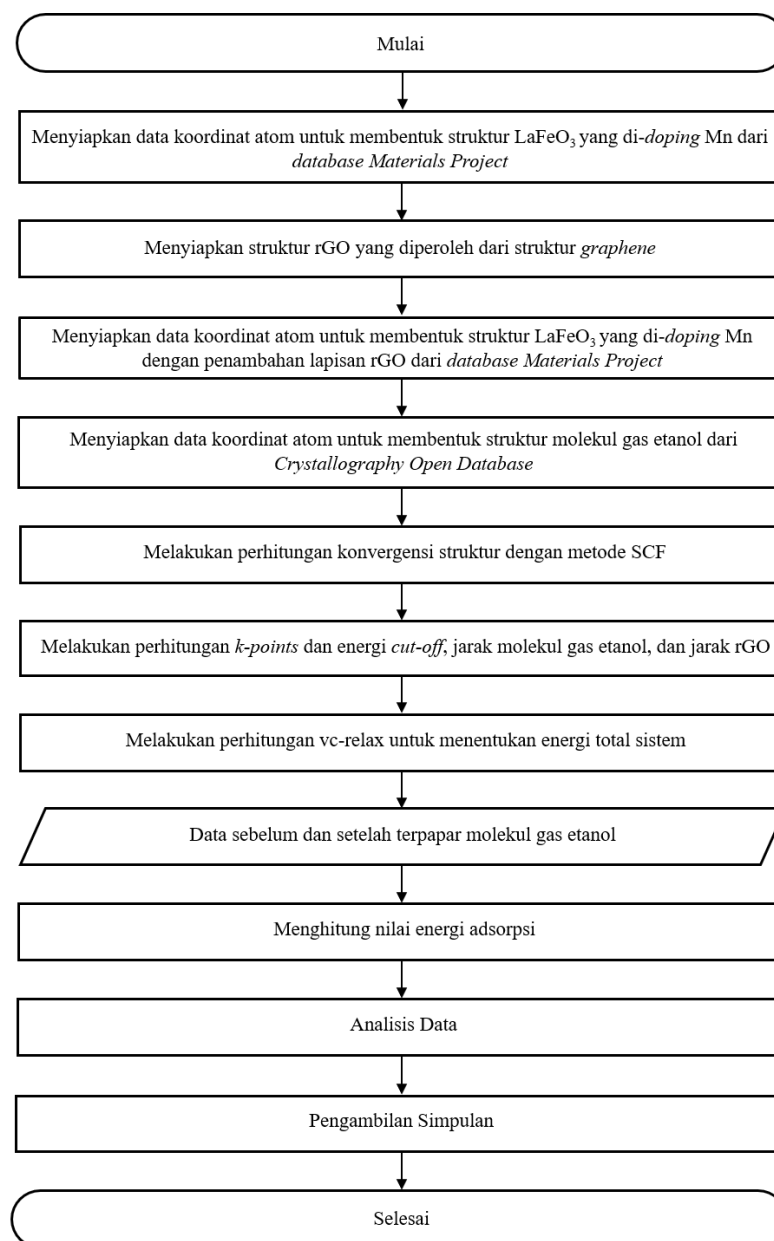 Mulai
Menyiapkan data koordinat atom untuk membentuk struktur LaFeO₃ yang di-doping Mn dari
database Materials Project
Menyiapkan struktur rGO yang diperoleh dari struktur graphene
Menyiapkan data koordinat atom untuk membentuk struktur LaFeO₃ yang di-doping Mn
dengan penambahan lapisan rGO dari database Materials Project
Menyiapkan data koordinat atom untuk membentuk struktur molekul gas etanol dari
Crystallography Open Database
Melakukan perhitungan konvergensi struktur dengan metode SCF
Melakukan perhitungan k-points dan energi cut-off, jarak molekul gas etanol, dan jarak rGO
Melakukan perhitungan vc-relax untuk menentukan energi total sistem
Data sebelum dan setelah terpapar molekul gas etanol
Menghitung nilai energi adsorpsi
Analisis Data
Pengambilan Simpulan
Selesai